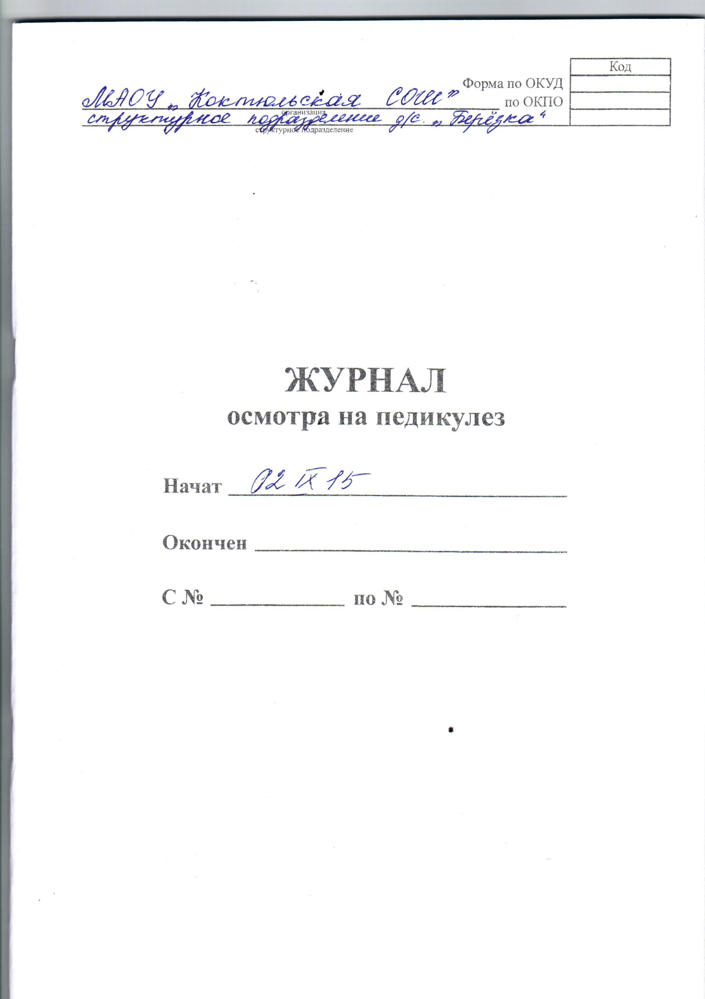 Код
Форма по ОКУД
МАОУ „Коктюльская СОШ” по ОКПО
организация
структурное подразделение д/с. „Берёзка“
структурное подразделение
ЖУРНАЛ
осмотра на педикулез
Начат 02 IX 15
Окончен
С № по №